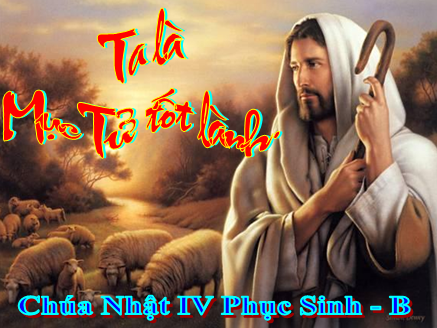 Ta là
Mục Tử tốt lành
Chúa Nhật IV Phục Sinh - B